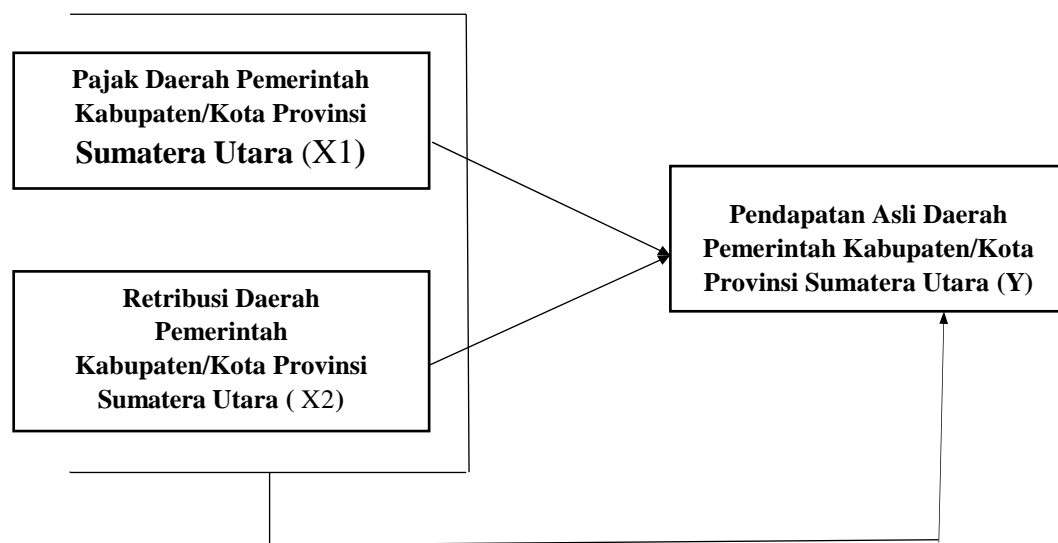 Pajak Daerah Pemerintah
Kabupaten/Kota Provinsi
Sumatera Utara (X1)
Pendapatan Asli Daerah
Pemerintah Kabupaten/Kota
Provinsi Sumatera Utara (Y)
Retribusi Daerah
Pemerintah
Kabupaten/Kota Provinsi
Sumatera Utara ( X2)